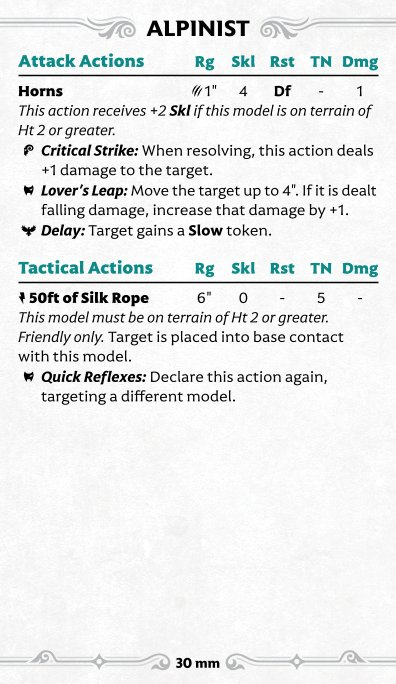 ALPINIST
Attack Actions Rg Skl Rst TN Dmg
Horns 1" 4 Df - 1
This action receives +2 Skl if this model is on terrain of
Ht 2 or greater.
Critical Strike: When resolving, this action deals
+1 damage to the target.
Lover's Leap: Move the target up to 4". If it is dealt
falling damage, increase that damage by +1.
Delay: Target gains a Slow token.
Tactical Actions Rg Skl Rst TN Dmg
50ft of Silk Rope 6" 0 - 5 -
This model must be on terrain of Ht 2 or greater.
Friendly only. Target is placed into base contact
with this model.
Quick Reflexes: Declare this action again,
targeting a different model.
30 mm